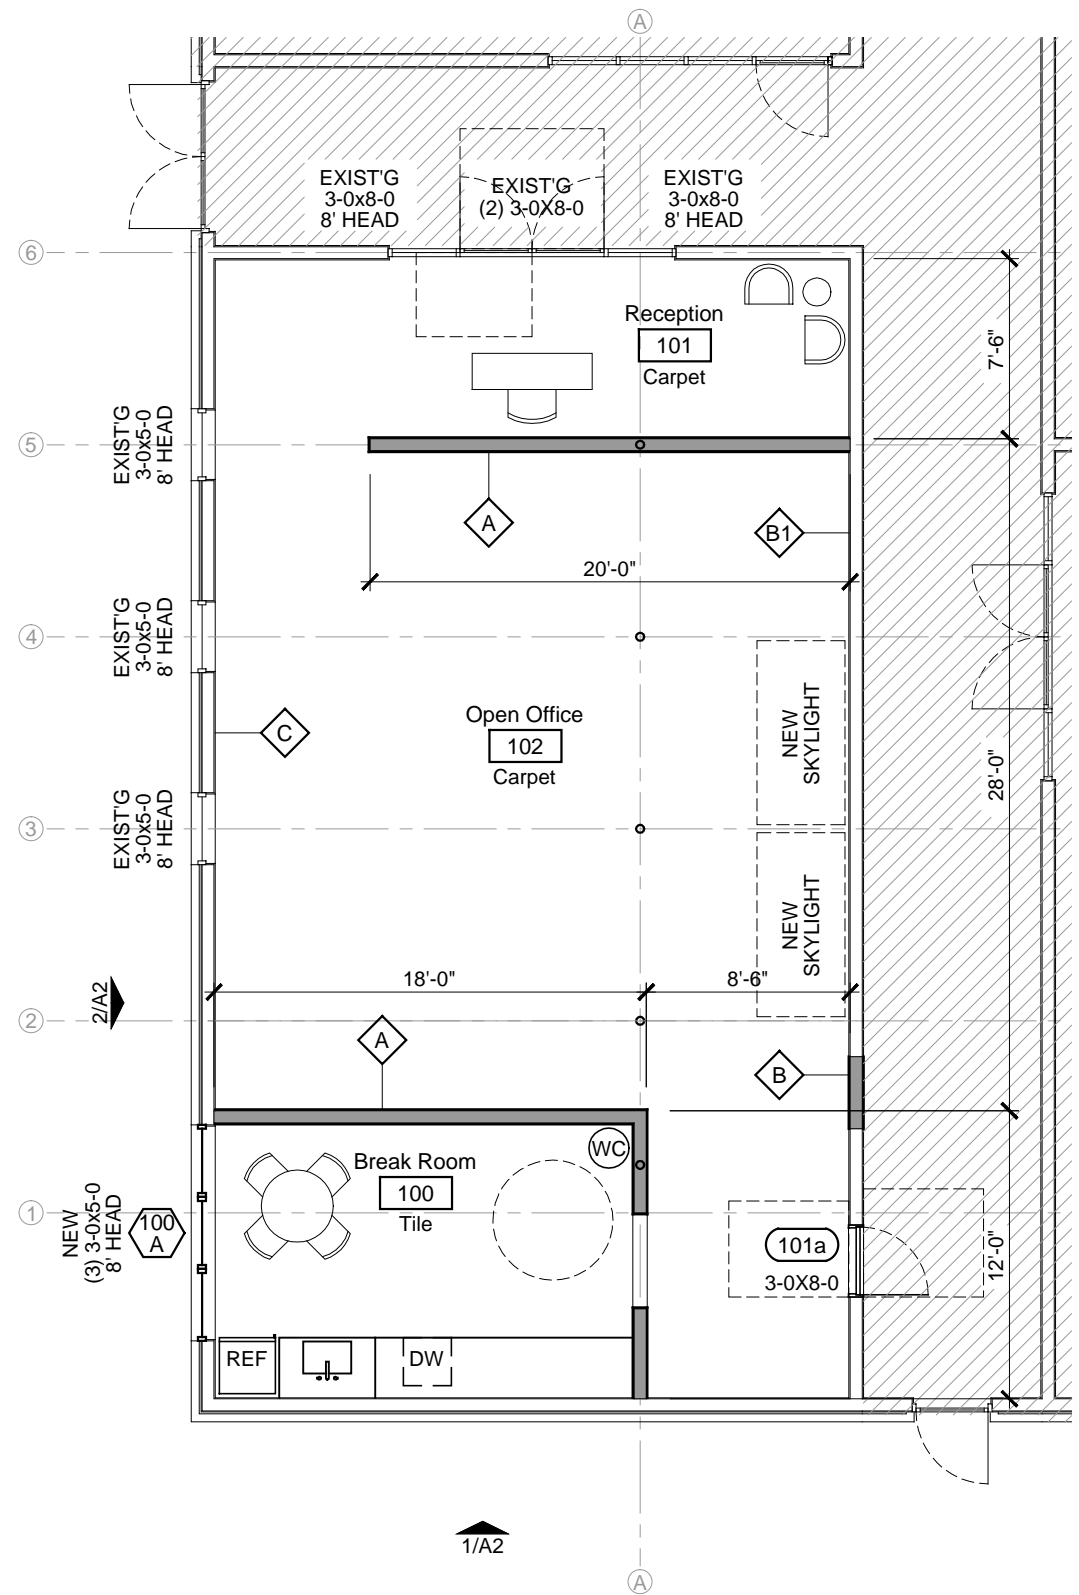 A
EXIST'G
3-0x8-0
8' HEAD
EXIST'G
(2) 3-0X8-0
EXIST'G
3-0x8-0
8' HEAD
6
Reception
101
Carpet
7'-6"
5
EXIST'G
3-0x5-0
8' HEAD
A
B1
20'-0"
4
EXIST'G
3-0x5-0
8' HEAD
NEW
SKYLIGHT
C
Open Office
102
Carpet
28'-0"
3
EXIST'G
3-0x5-0
8' HEAD
NEW
SKYLIGHT
18'-0"
8'-6"
2/A2
2
A
B
WC
Break Room
100
Tile
1
NEW
(3) 3-0x5-0
8' HEAD
100
A
101a
3-0X8-0
12'-0"
REF
DW
1/A2
A